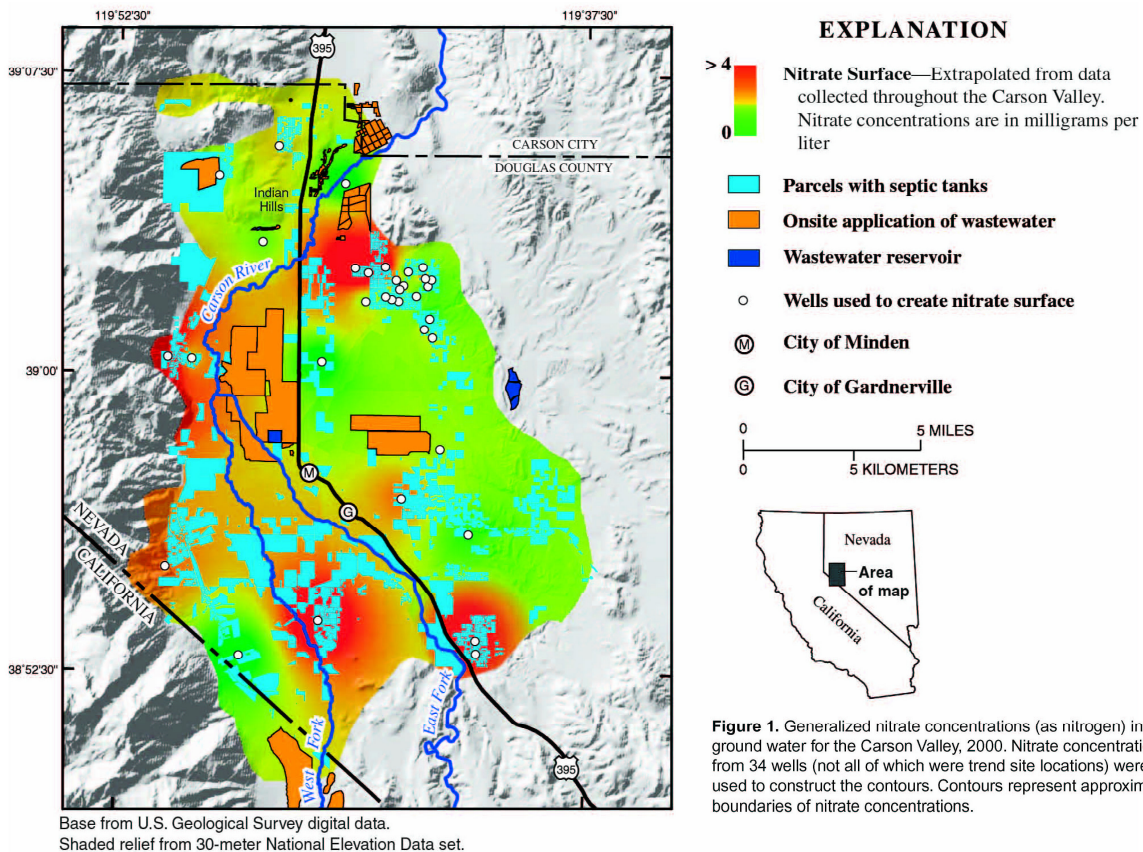 119°52'30"
119°37'30"
395
39°07'30"
CARSON CITY
DOUGLAS COUNTY
Indian
Hills
Carson River
39°00'
M
G
NEVADA
CALIFORNIA
38°52'30"
West Fork
East Fork
395
Base from U.S. Geological Survey digital data.
Shaded relief from 30-meter National Elevation Data set.
EXPLANATION
> 4
0
Nitrate Surface—Extrapolated from data
collected throughout the Carson Valley.
Nitrate concentrations are in milligrams per
liter
Parcels with septic tanks
Onsite application of wastewater
Wastewater reservoir
Wells used to create nitrate surface
M City of Minden
G City of Gardnerville
0 5 MILES
0 5 KILOMETERS
Nevada
Area
of map
California
Figure 1. Generalized nitrate concentrations (as nitrogen) in
ground water for the Carson Valley, 2000. Nitrate concentrati
from 34 wells (not all of which were trend site locations) were
used to construct the contours. Contours represent approxim
boundaries of nitrate concentrations.